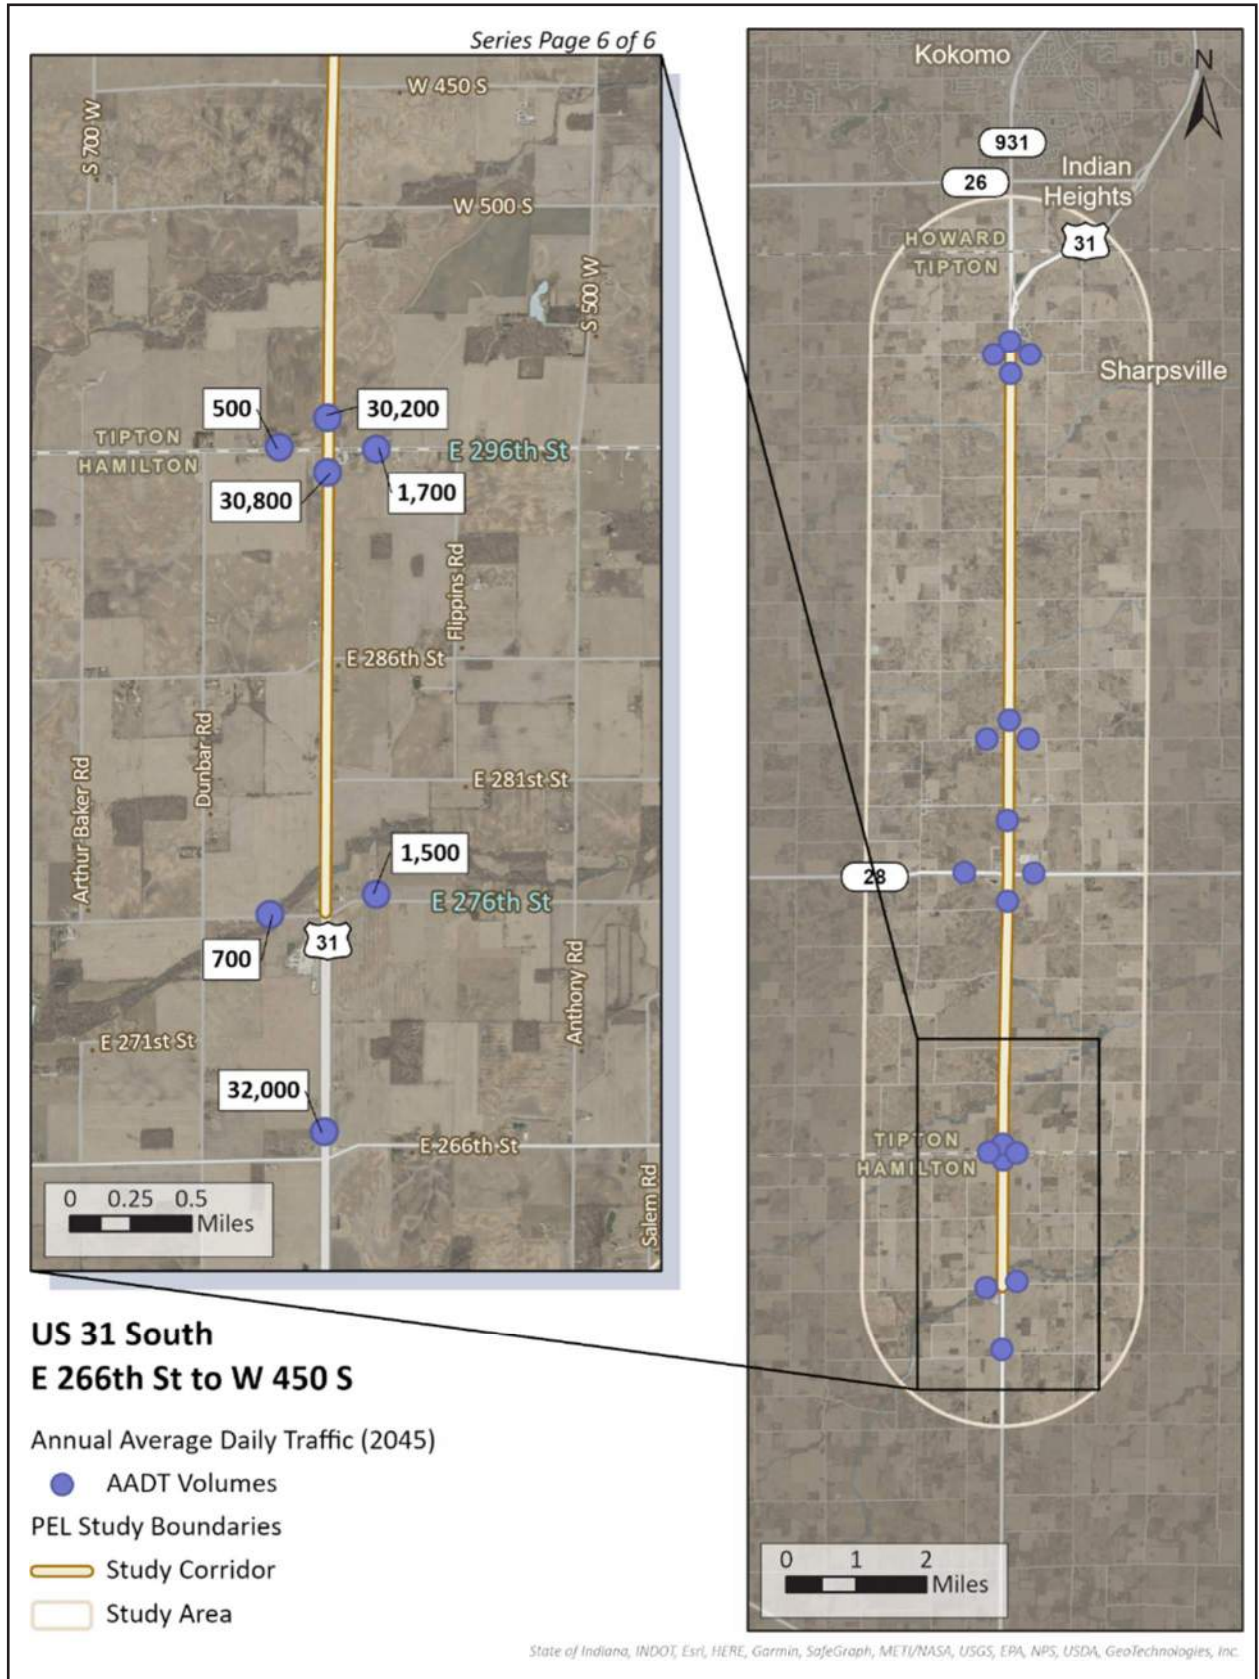 Series Page 6 of 6
W 450 S
S 700 W
W 500 S
S 500 W
500
30,200
TIPTON
HAMILTON
E 296th St
30,800
1,700
Flippins Rd
E 286th St
Dunbar Rd
Arthur Baker Rd
E 281st St
1,500
E 276th St
700
31
Anthony Rd
E 271st St
32,000
E 266th St
Salem Rd
0 0.25 0.5
Miles
Kokomo
N
931
26
Indian
Heights
HOWARD
TIPTON
31
Sharpsville
28
TIPTON
HAMILTON
0 1 2
Miles
US 31 South
E 266th St to W 450 S
Annual Average Daily Traffic (2045)
AADT Volumes
PEL Study Boundaries
Study Corridor
Study Area
State of Indiana, INDOT, Esri, HERE, Garmin, SafeGraph, METI/NASA, USGS, EPA, NPS, USDA, GeoTechnologies, Inc.